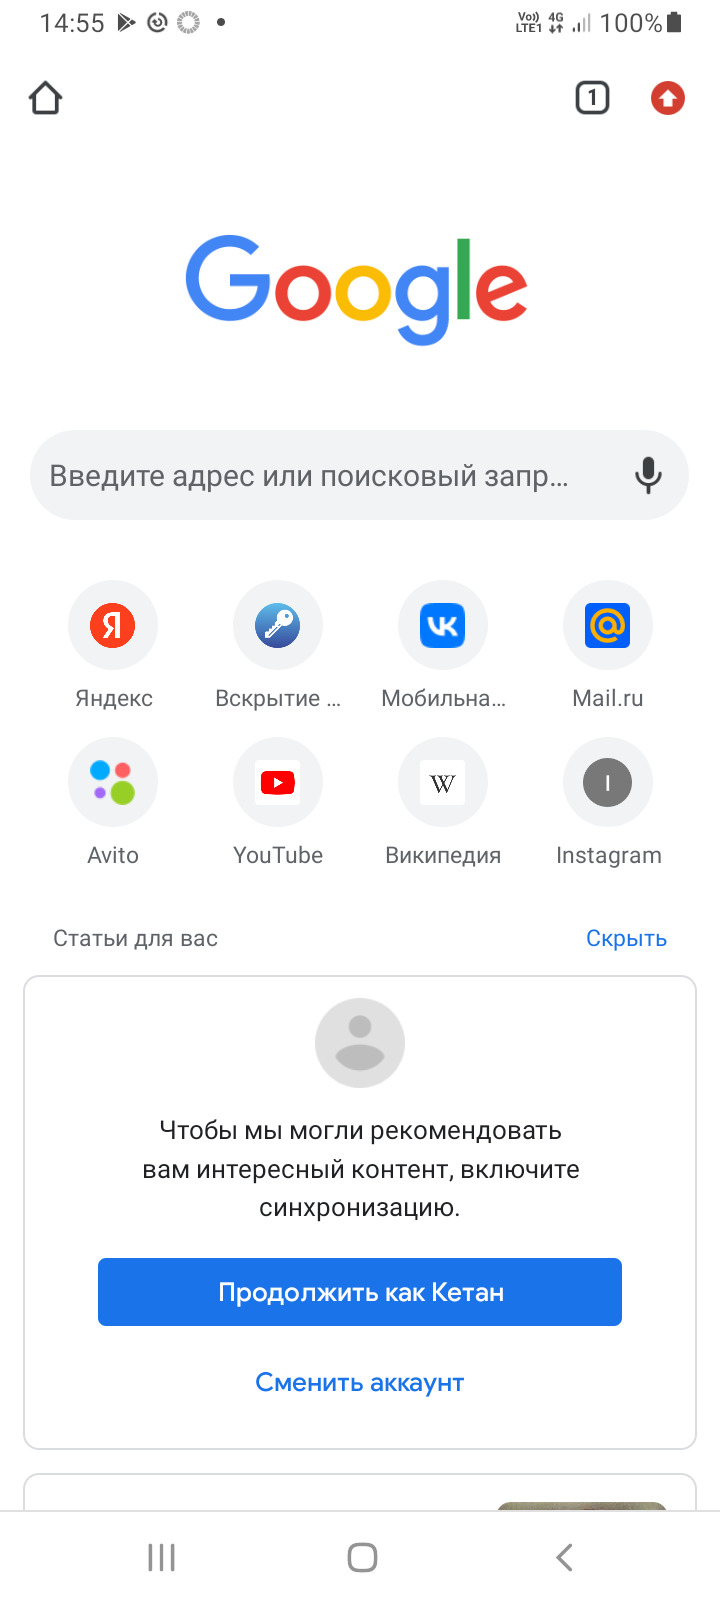 14:55 Vo)) LTE1 4G 100%
1
Google
Введите адрес или поисковый запр...
Я VK @
Яндекс Вскрытие ... Мобильна... Mail.ru
W I
Avito YouTube Википедия Instagram
Статьи для вас Скрыть
Чтобы мы могли рекомендовать
вам интересный контент, включите
синхронизацию.
Продолжить как Кетан
Сменить аккаунт